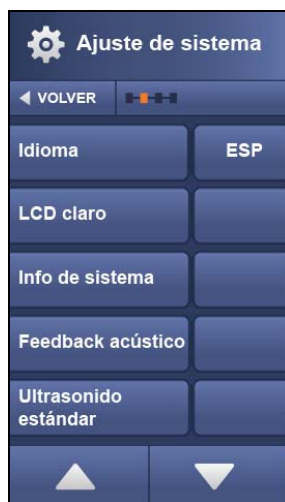 Ajuste de sistema
VOLVER
Idioma
ESP
LCD claro
Info de sistema
Feedback acústico
Ultrasonido
estándar